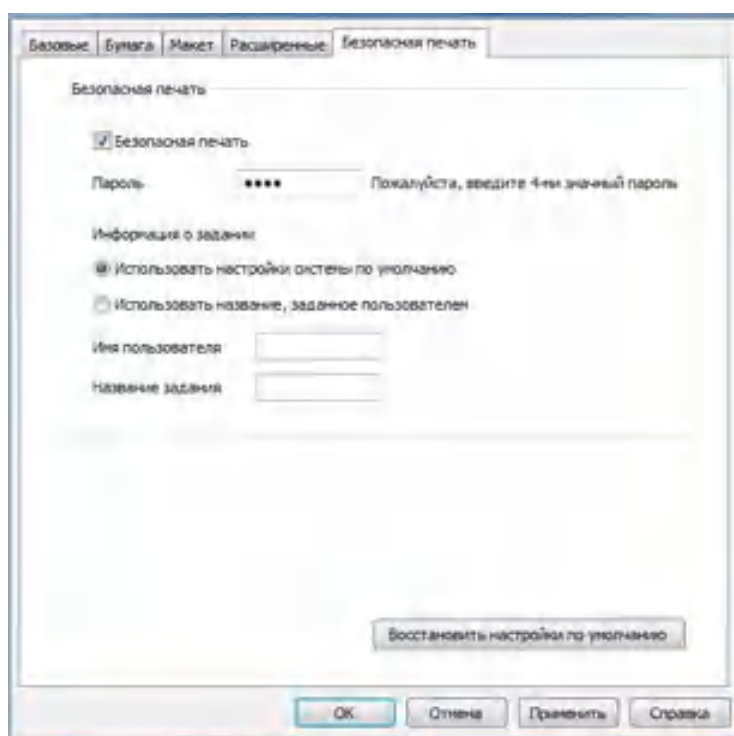 Базовые Бумага Макет Расширенные Безопасная печать
Безопасная печать
Безопасная печать
Пароль •••• Пожалуйста, введите 4-ми значный пароль
Информация о задании
Использовать настройки системы по умолчанию
Использовать название, заданное пользователем
Имя пользователя
Название задания
Восстановить настройки по умолчанию
OK Отмена Применить Справка